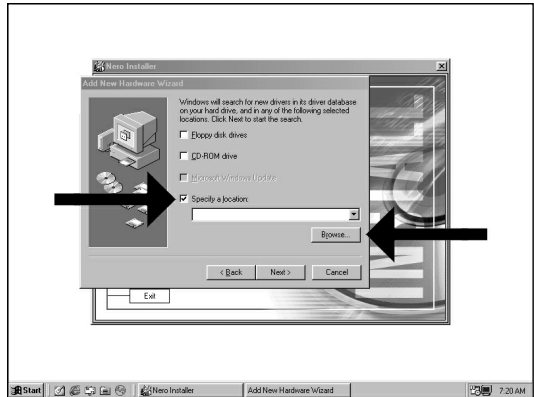 Nero Installer
Add New Hardware Wizard
Windows will search for new drivers in its driver database
on your hard drive, and in any of the following selected
locations. Click Next to start the search.
Floppy disk drives
CD-ROM drive
Microsoft Windows Update
Specify a location:
Browse...
< Back
Next >
Cancel
Exit
Start
Nero Installer
Add New Hardware Wizard
7:20 AM